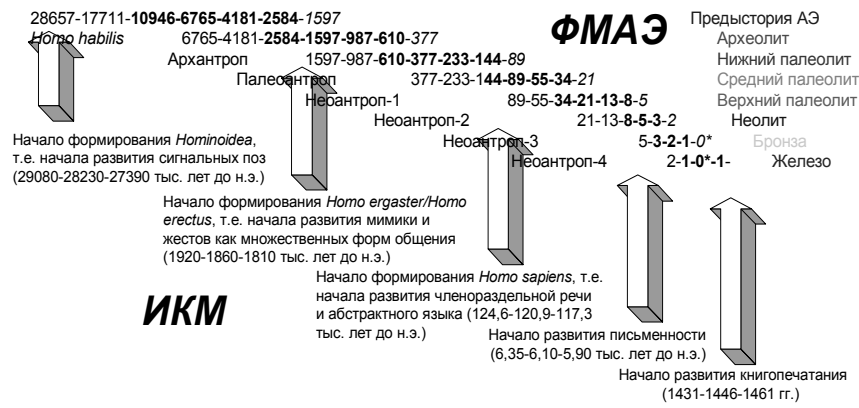 28657-17711-10946-6765-4181-2584-1597 ФМАЭ Предыстория АЭ
Homo habilis 6765-4181-2584-1597-987-610-377 Археолит
Архантроп 1597-987-610-377-233-144-89 Нижний палеолит
Палеоантроп 377-233-144-89-55-34-21 Средний палеолит
Неоантроп-1 89-55-34-21-13-8-5 Верхний палеолит
Неоантроп-2 21-13-8-5-3-2 Неолит
Неоантроп-3 5-3-2-1-0* Бронза
Неоантроп-4 2-1-0*-1- Железо
Начало формирования Hominoidea,
т.е. начала развития сигнальных поз
(29080-28230-27390 тыс. лет до н.э.)
Начало формирования Homo ergaster/Homo
erectus, т.е. начала развития мимики и
жестов как множественных форм общения
(1920-1860-1810 тыс. лет до н.э.)
ИКМ
Начало формирования Homo sapiens, т.е.
начала развития членораздельной речи
и абстрактного языка (124,6-120,9-117,3
тыс. лет до н.э.)
Начало развития письменности
(6,35-6,10-5,90 тыс. лет до н.э.)
Начало развития книгопечатания
(1431-1446-1461 гг.)